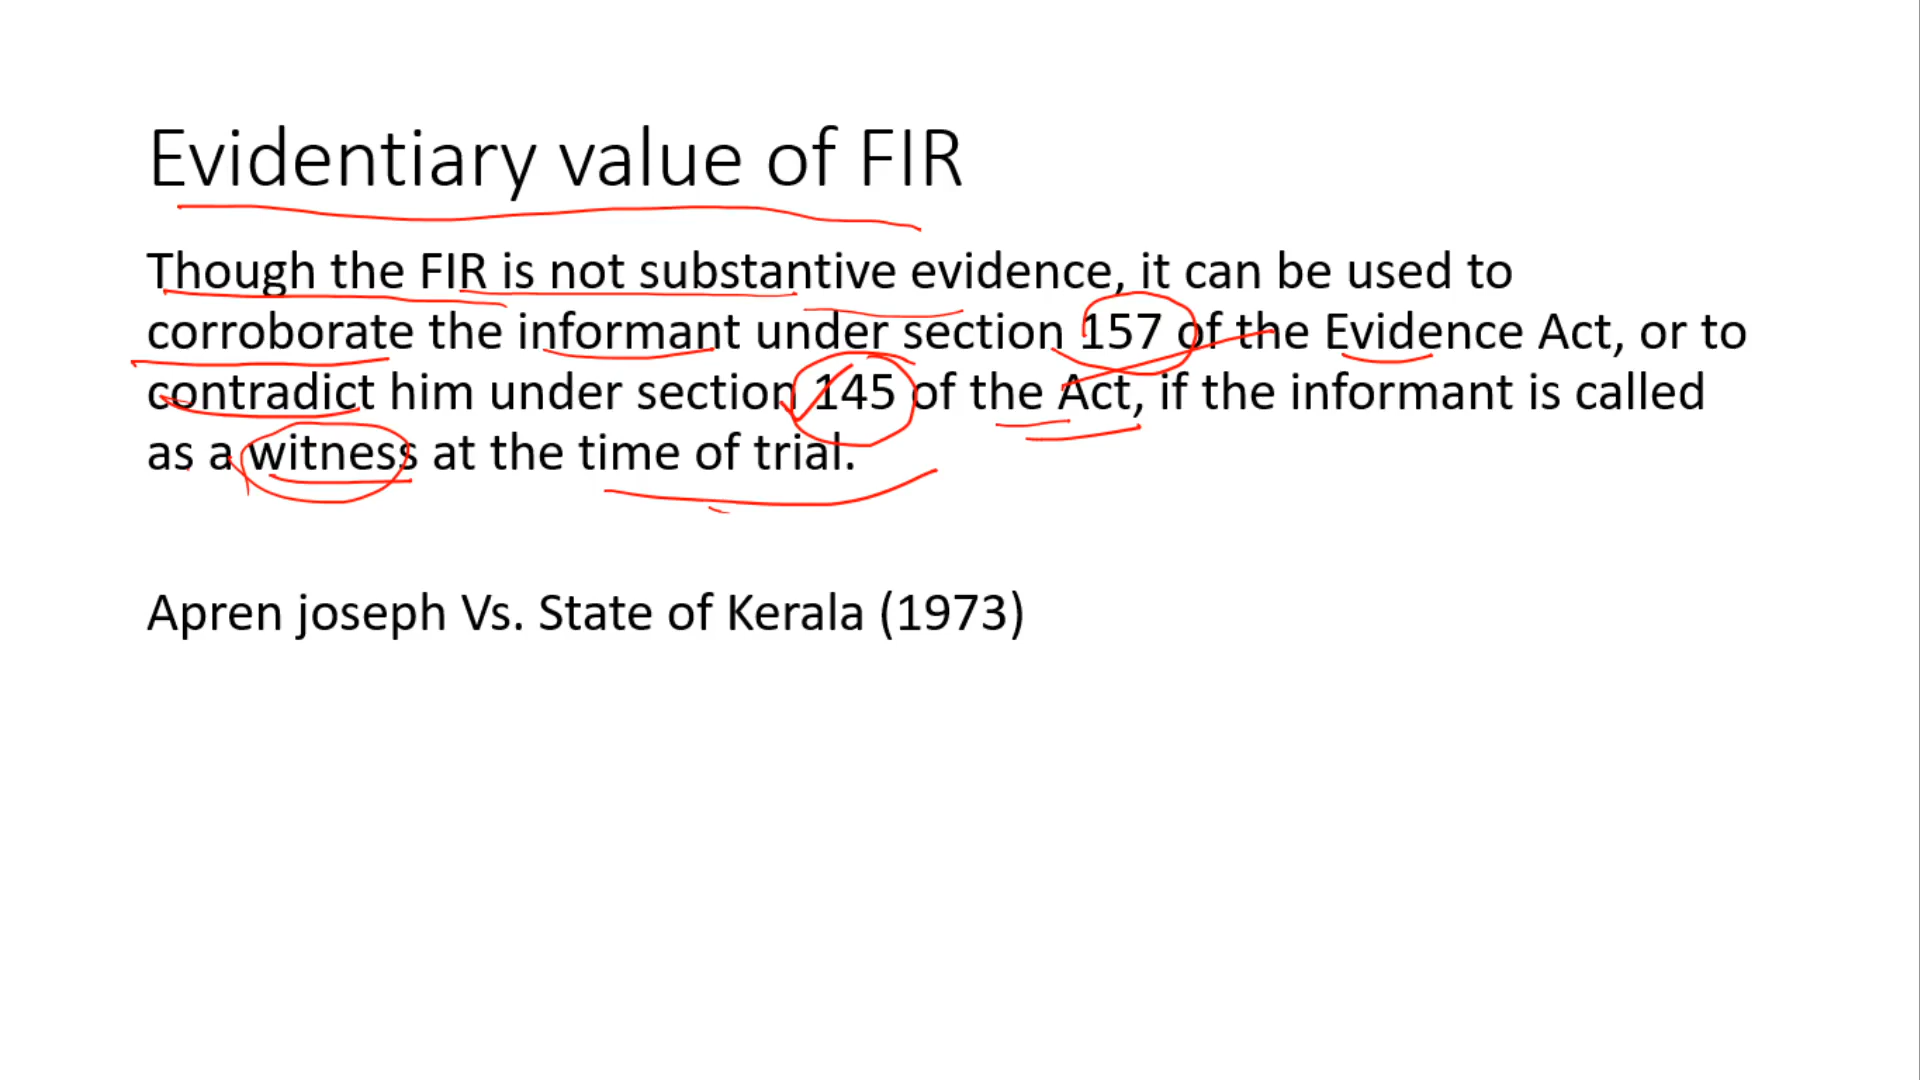 Evidentiary value of FIR
Though the FIR is not substantive evidence, it can be used to
corroborate the informant under section 157 of the Evidence Act, or to
contradict him under section 145 of the Act, if the informant is called
as a witness at the time of trial.
Apren joseph Vs. State of Kerala (1973)